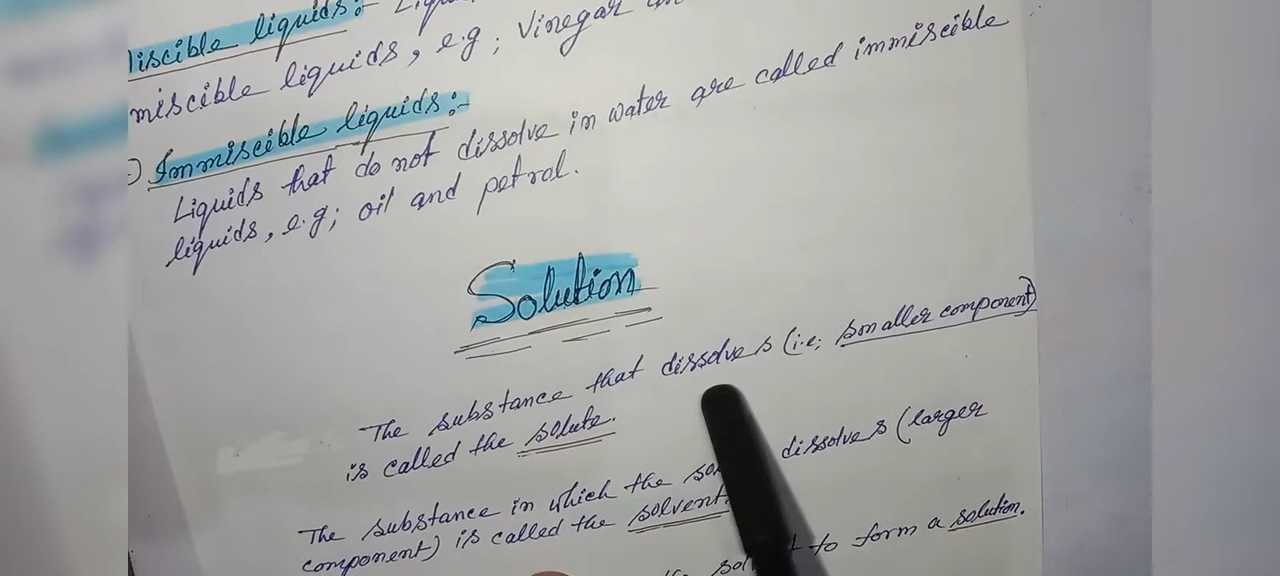 Miscible liquids:-
miscible liquids, e.g; Vinegar
Immiscible liquids:-
Liquids that do not dissolve in water are called immiscible
liquids, e.g; oil and petrol.
Solution
The substance that dissolves (i.e; smaller component)
is called the solute.
The substance in which the dissolves (larger
component) is called the solvent.
to form a solution.